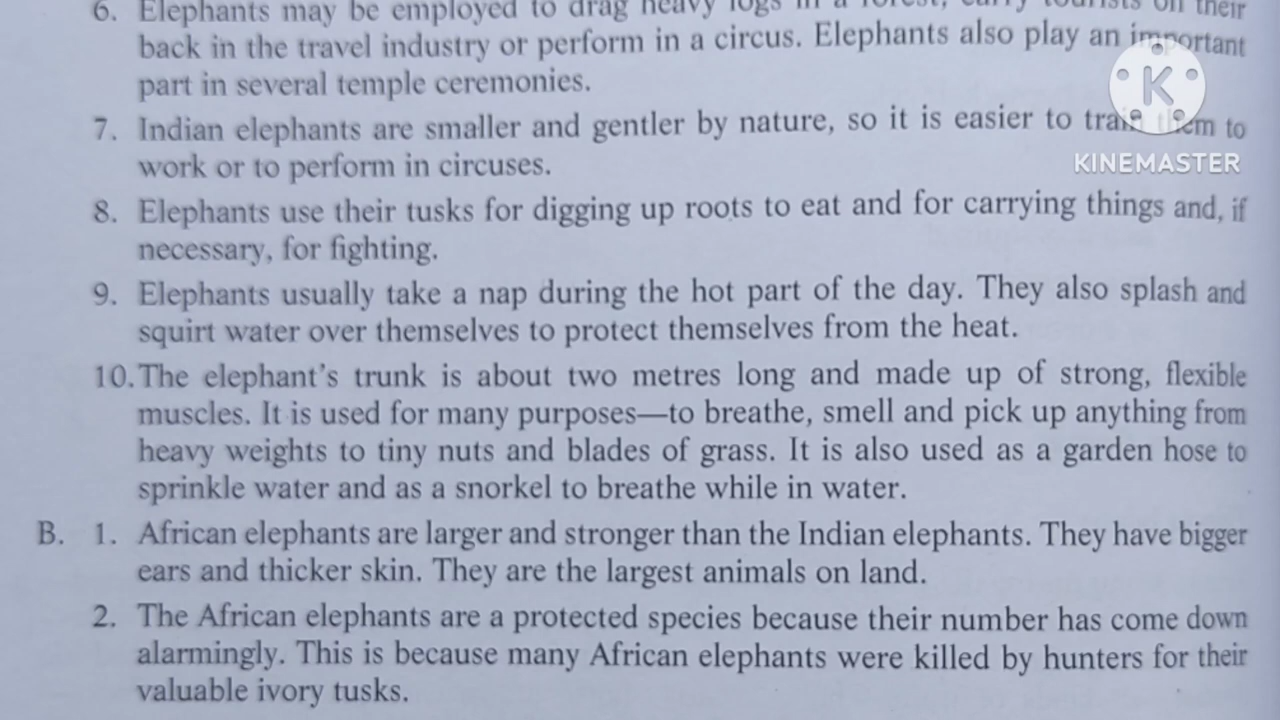 6. Elephants may be employed to drag heavy logs in a forest, carry tourists on their
back in the travel industry or perform in a circus. Elephants also play an important
part in several temple ceremonies.
7. Indian elephants are smaller and gentler by nature, so it is easier to train them to
work or to perform in circuses.
8. Elephants use their tusks for digging up roots to eat and for carrying things and, if
necessary, for fighting.
9. Elephants usually take a nap during the hot part of the day. They also splash and
squirt water over themselves to protect themselves from the heat.
10. The elephant's trunk is about two metres long and made up of strong, flexible
muscles. It is used for many purposes—to breathe, smell and pick up anything from
heavy weights to tiny nuts and blades of grass. It is also used as a garden hose to
sprinkle water and as a snorkel to breathe while in water.
B. 1. African elephants are larger and stronger than the Indian elephants. They have bigger
ears and thicker skin. They are the largest animals on land.
2. The African elephants are a protected species because their number has come down
alarmingly. This is because many African elephants were killed by hunters for their
valuable ivory tusks.
K
KINEMASTER